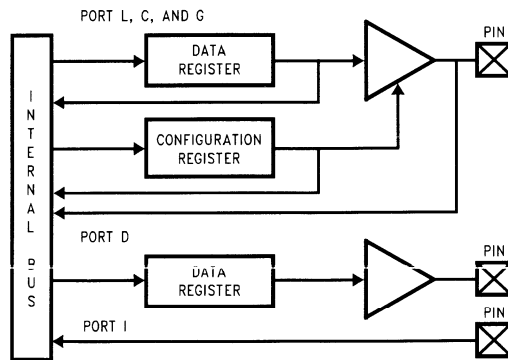 PORT L, C, AND G
PIN
DATA
REGISTER
INTERNAL BUS
CONFIGURATION
REGISTER
PORT D
PIN
DATA
REGISTER
PIN
PORT I